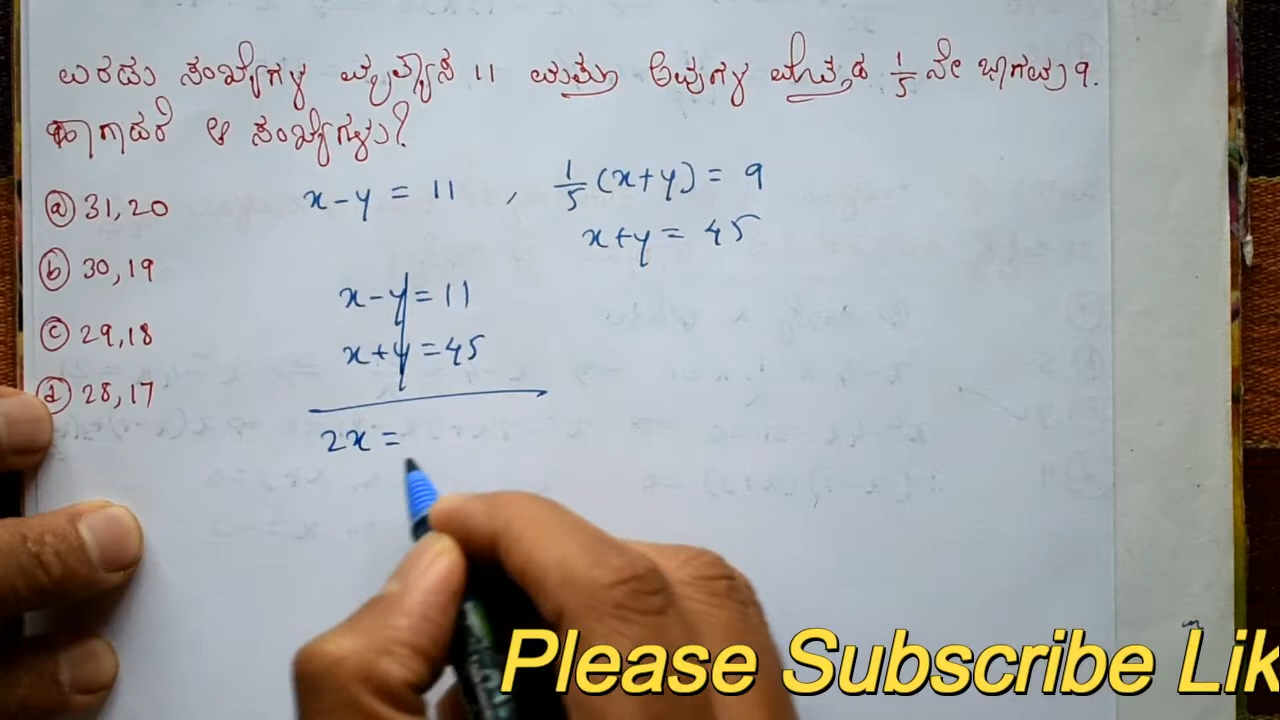 ಎರಡು ಸಂಖ್ಯೆಗಳ ವ್ಯತ್ಯಾಸ 11 ಮತ್ತು ಅವುಗಳ ಮೊತ್ತದ 1/5 ನೇ ಭಾಗವು 9.
ಹಾಗಾದರೆ ಆ ಸಂಖ್ಯೆಗಳು?
x-y = 11 , 1/5 (x+y) = 9
x+y = 45
ⓐ 31,20
ⓑ 30,19
ⓒ 29,18
ⓓ 28,17
x-y = 11
x+y = 45
2x =
Please Subscribe Lik